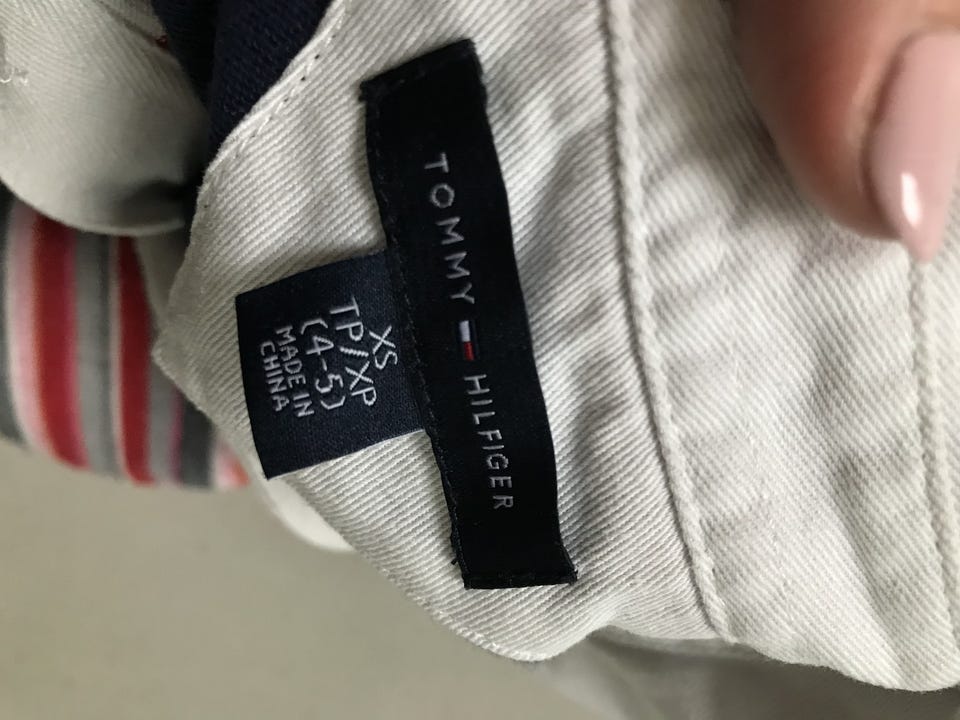 TOMMY HILFIGER
XS
TP/XP
(4-5)
MADE IN
CHINA